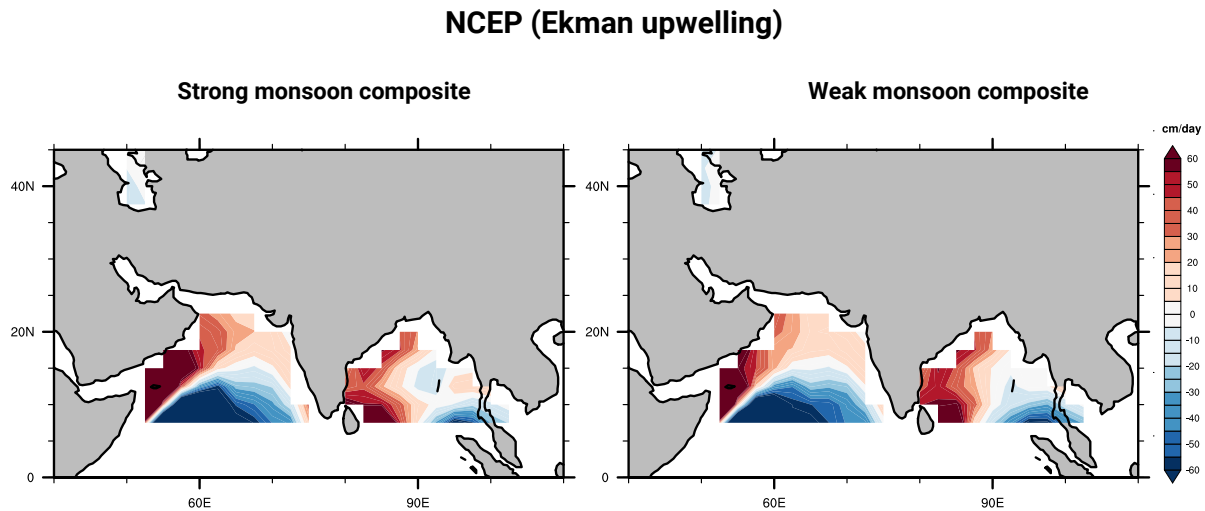 NCEP (Ekman upwelling)
Strong monsoon composite
Weak monsoon composite
cm/day
40N
20N
0
60E
90E
40N
20N
0
60E
90E
60
50
40
30
20
10
0
-10
-20
-30
-40
-50
-60